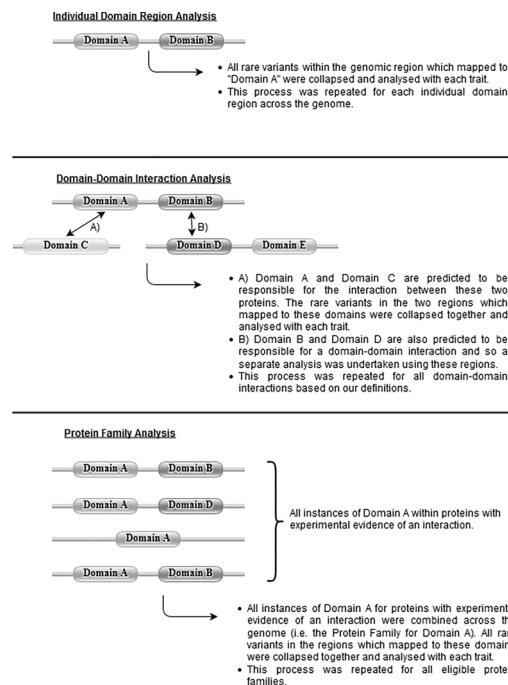 Individual Domain Region Analysis
Domain A Domain B
• All rare variants within the genomic region which mapped to
"Domain A" were collapsed and analysed with each trait.
• This process was repeated for each individual domain
region across the genome.
Domain-Domain Interaction Analysis
Domain A Domain B
A) B)
Domain C Domain D Domain E
• A) Domain A and Domain C are predicted to be
responsible for the interaction between these two
proteins. The rare variants in the two regions which
mapped to these domains were collapsed together and
analysed with each trait.
• B) Domain B and Domain D are also predicted to be
responsible for a domain-domain interaction and so a
separate analysis was undertaken using these regions.
• This process was repeated for all domain-domain
interactions based on our definitions.
Protein Family Analysis
Domain A Domain B
Domain A Domain D
Domain A
Domain A Domain B
All instances of Domain A within proteins with
experimental evidence of an interaction.
• All instances of Domain A for proteins with experiment
evidence of an interaction were combined across th
genome (i.e. the Protein Family for Domain A). All ra
variants in the regions which mapped to these domain
were collapsed together and analysed with each trait.
• This process was repeated for all eligible prote
families.